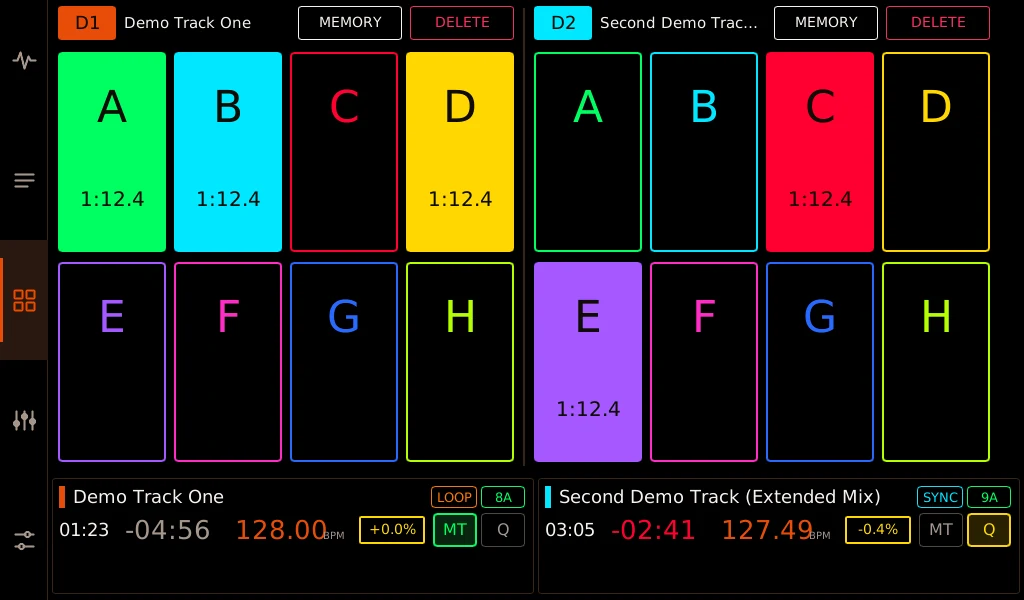 D1 Demo Track One MEMORY DELETE
D2 Second Demo Trac... MEMORY DELETE
A B C D
1:12.4 1:12.4 1:12.4
E F G H
A B C D
1:12.4
E F G H
1:12.4
Demo Track One LOOP 8A
01:23 -04:56 128.00 BPM +0.0% MT Q
Second Demo Track (Extended Mix) SYNC 9A
03:05 -02:41 127.49 BPM -0.4% MT Q